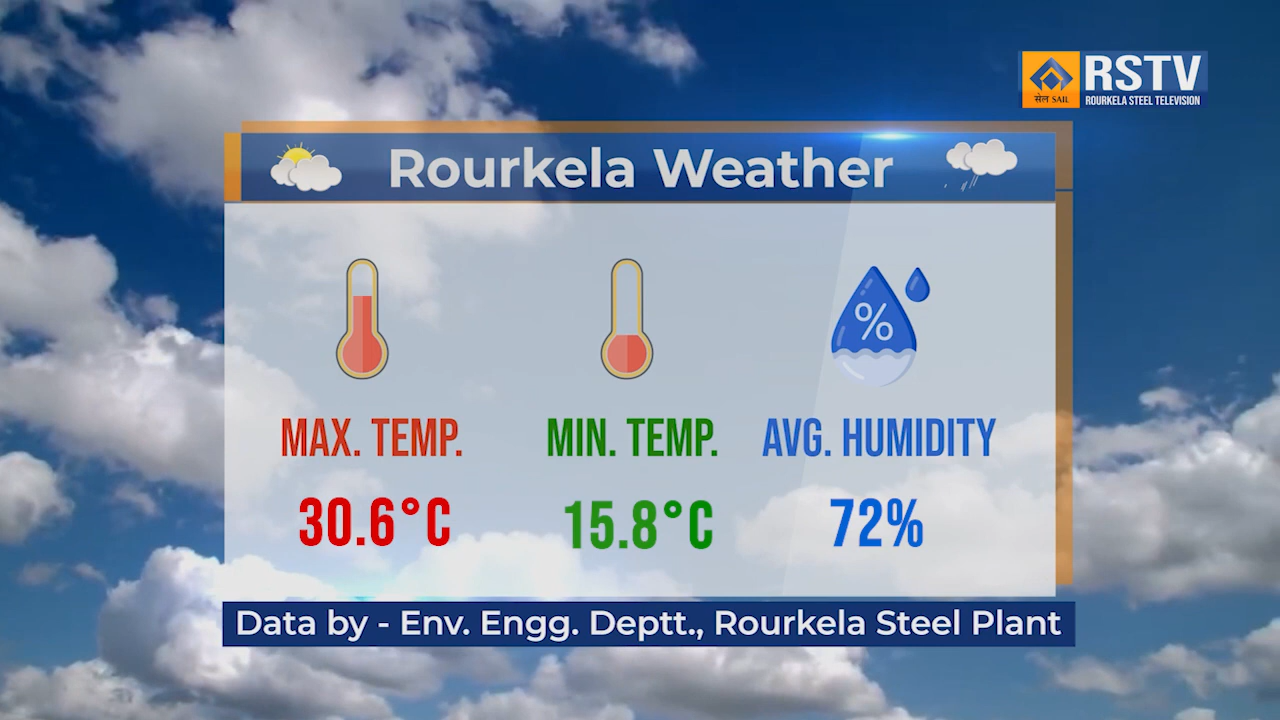 सेल SAIL
RSTV
ROURKELA STEEL TELEVISION
Rourkela Weather
%
MAX. TEMP.
MIN. TEMP.
AVG. HUMIDITY
30.6°C
15.8°C
72%
Data by - Env. Engg. Deptt., Rourkela Steel Plant